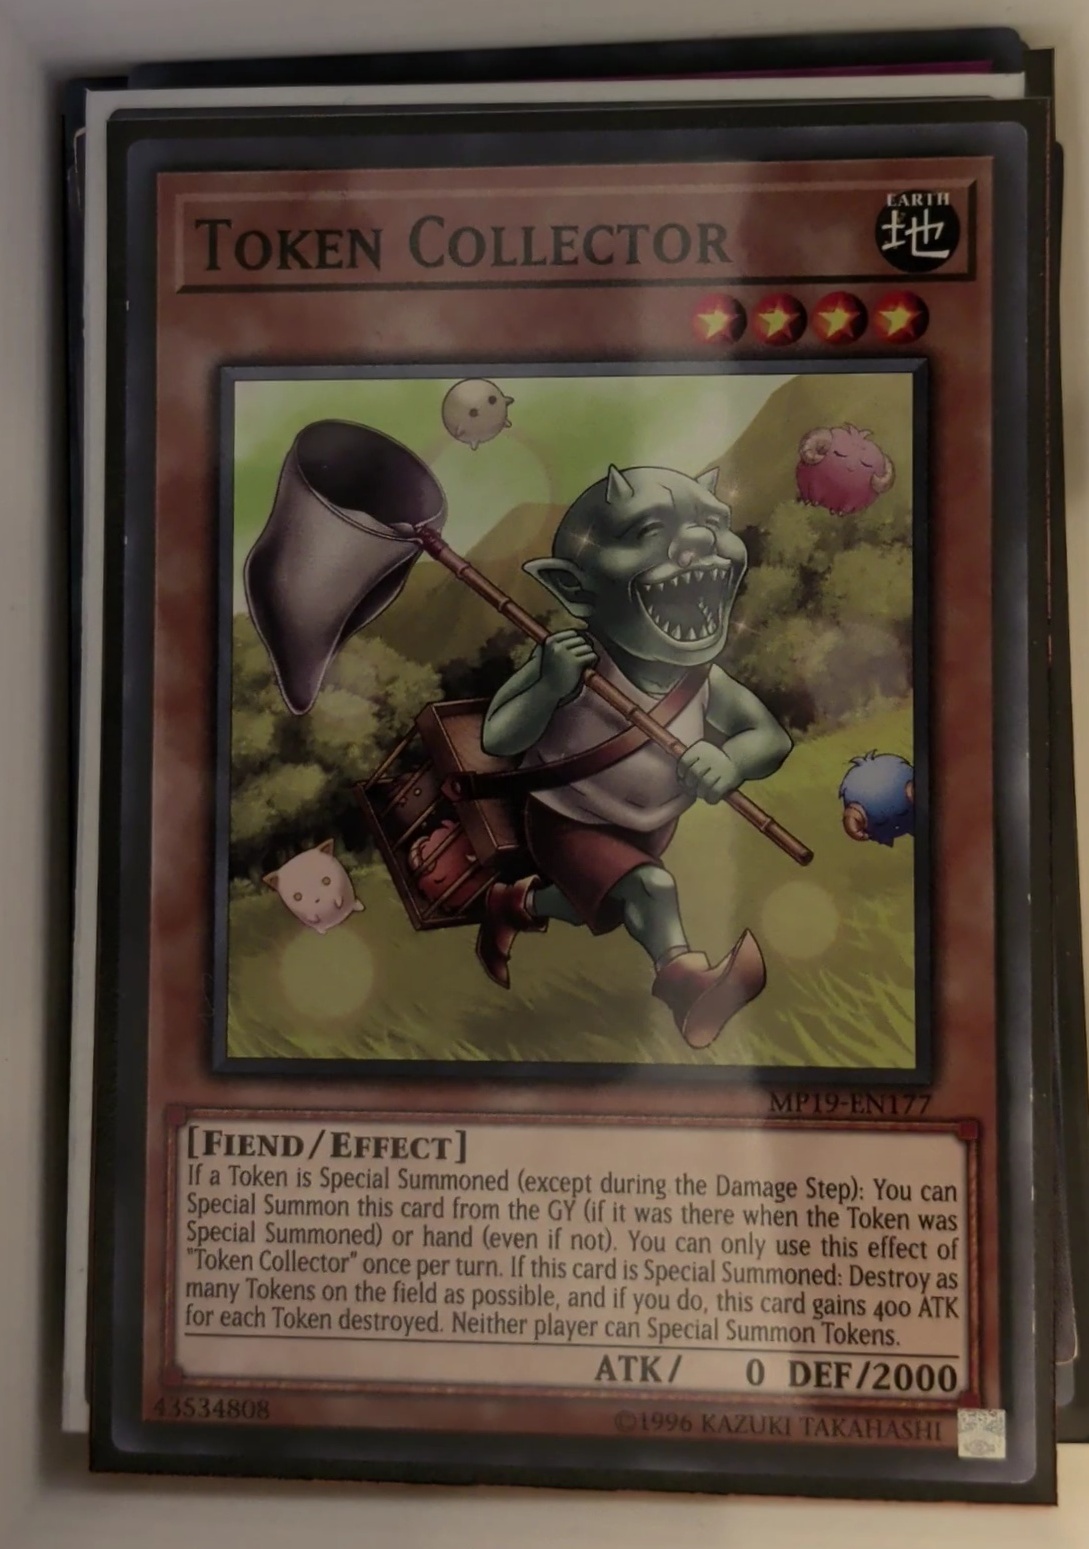 TOKEN COLLECTOR
EARTH
地
MP19-EN177
[FIEND/EFFECT]
If a Token is Special Summoned (except during the Damage Step): You can
Special Summon this card from the GY (if it was there when the Token was
Special Summoned) or hand (even if not). You can only use this effect of
"Token Collector" once per turn. If this card is Special Summoned: Destroy as
many Tokens on the field as possible, and if you do, this card gains 400 ATK
for each Token destroyed. Neither player can Special Summon Tokens.
ATK/ 0 DEF/2000
43534808
©1996 KAZUKI TAKAHASHI